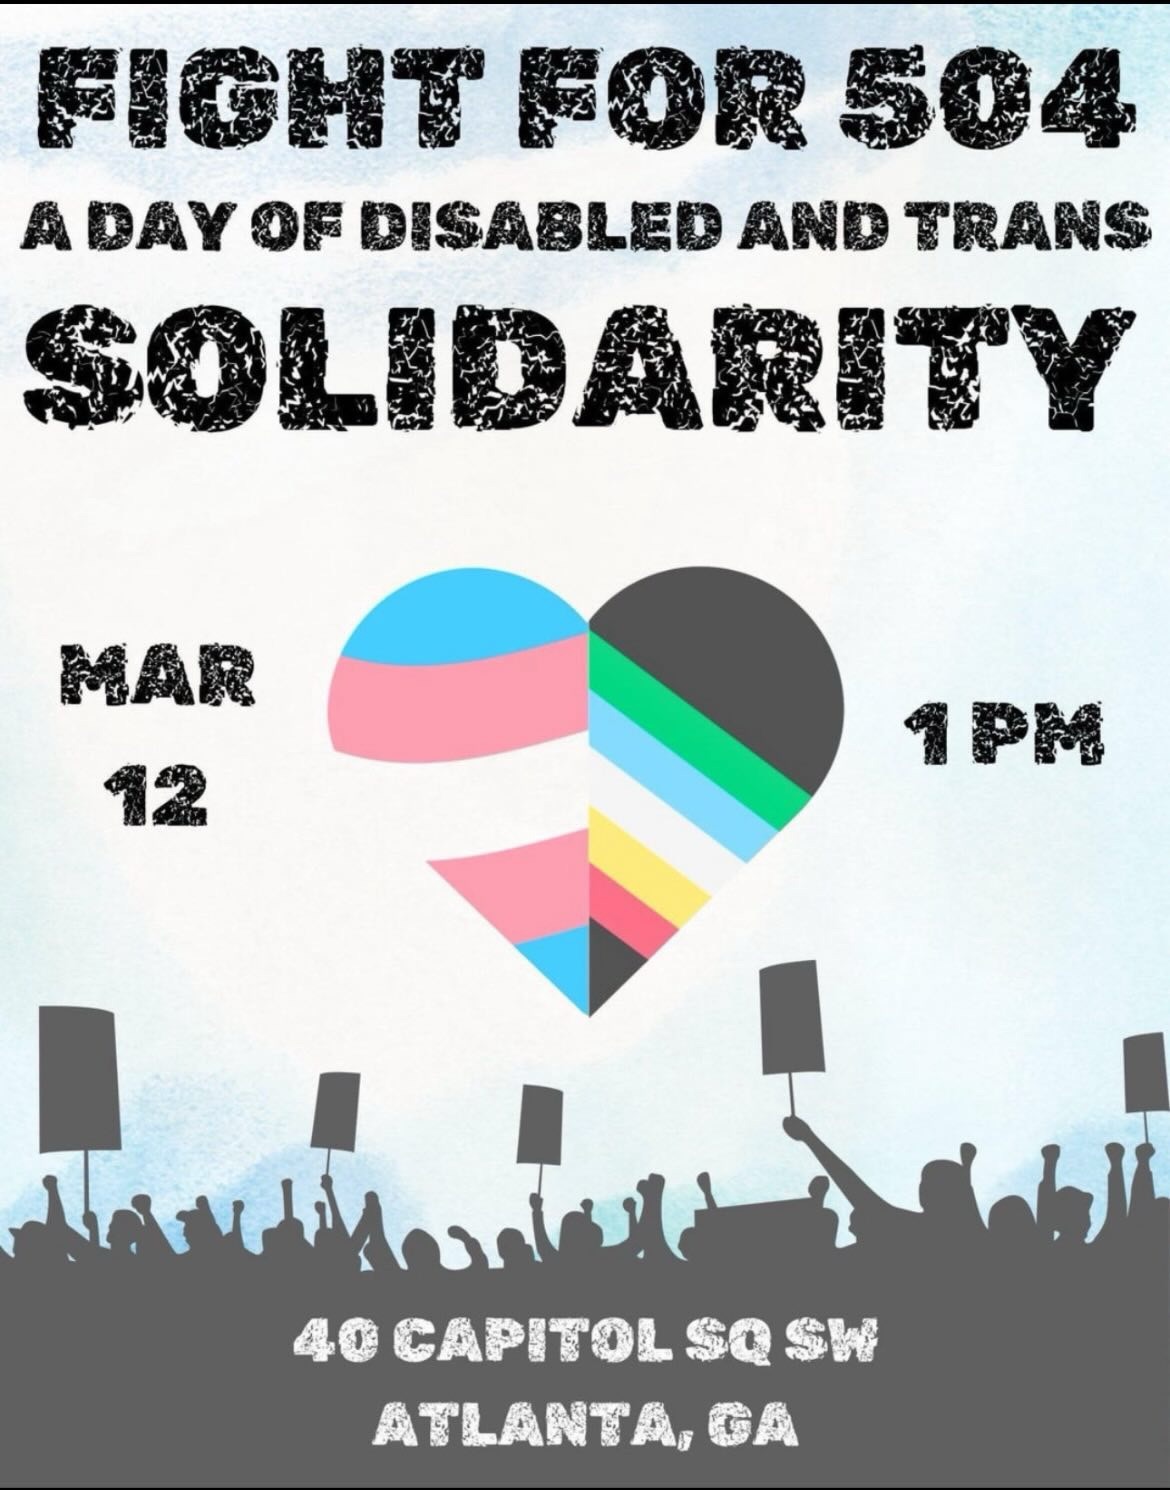 FIGHT FOR 504
A DAY OF DISABLED AND TRANS
SOLIDARITY
MAR
12
1 PM
40 CAPITOL SQ SW
ATLANTA, GA